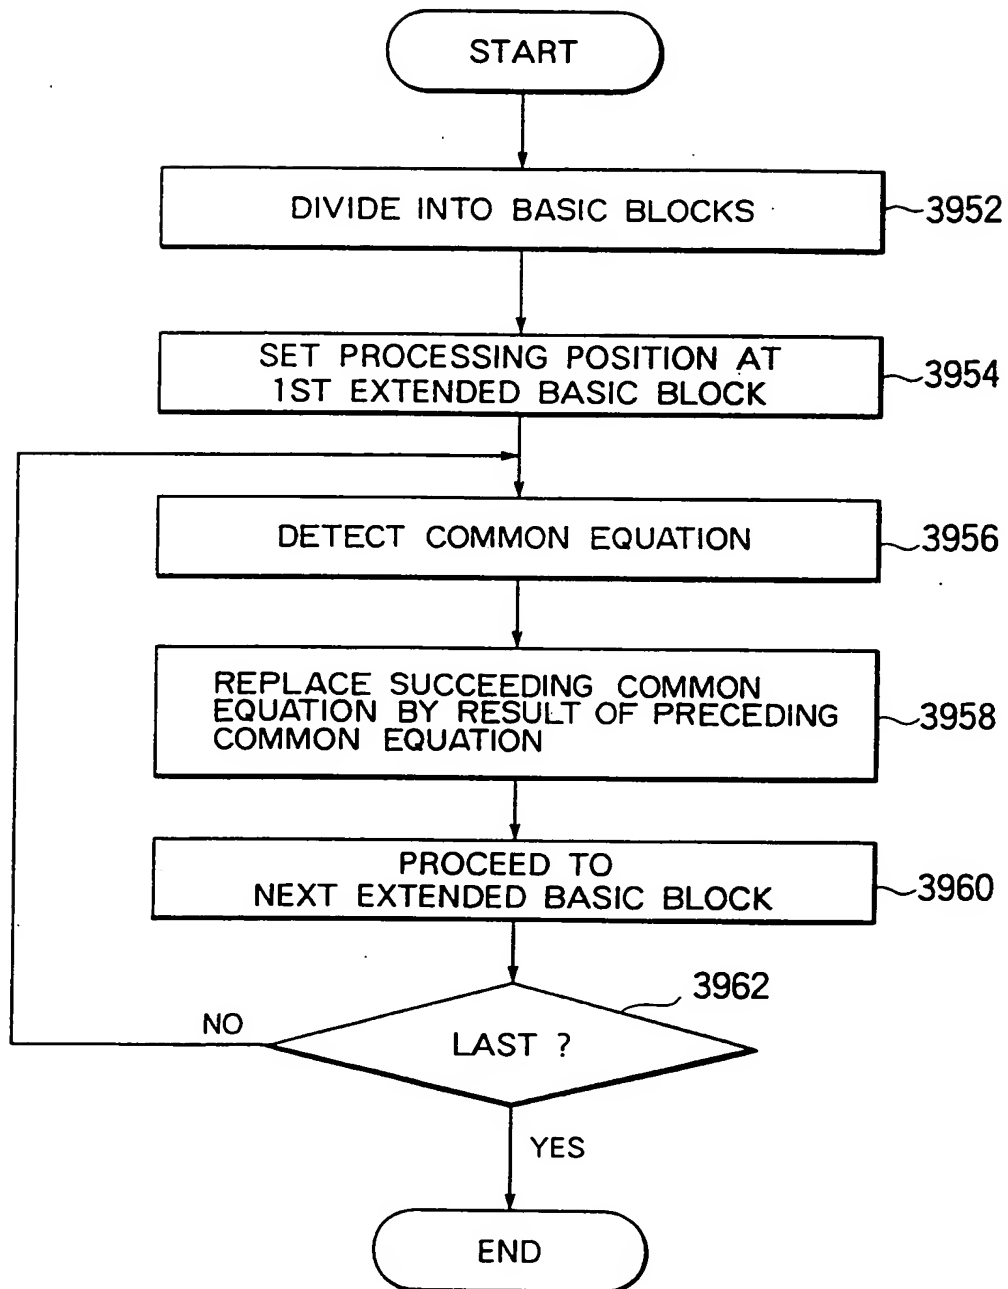 START
DIVIDE INTO BASIC BLOCKS
3952
SET PROCESSING POSITION AT
1ST EXTENDED BASIC BLOCK
3954
DETECT COMMON EQUATION
3956
REPLACE SUCCEEDING COMMON
EQUATION BY RESULT OF PRECEDING
COMMON EQUATION
3958
PROCEED TO
NEXT EXTENDED BASIC BLOCK
3960
3962
LAST ?
NO
YES
END